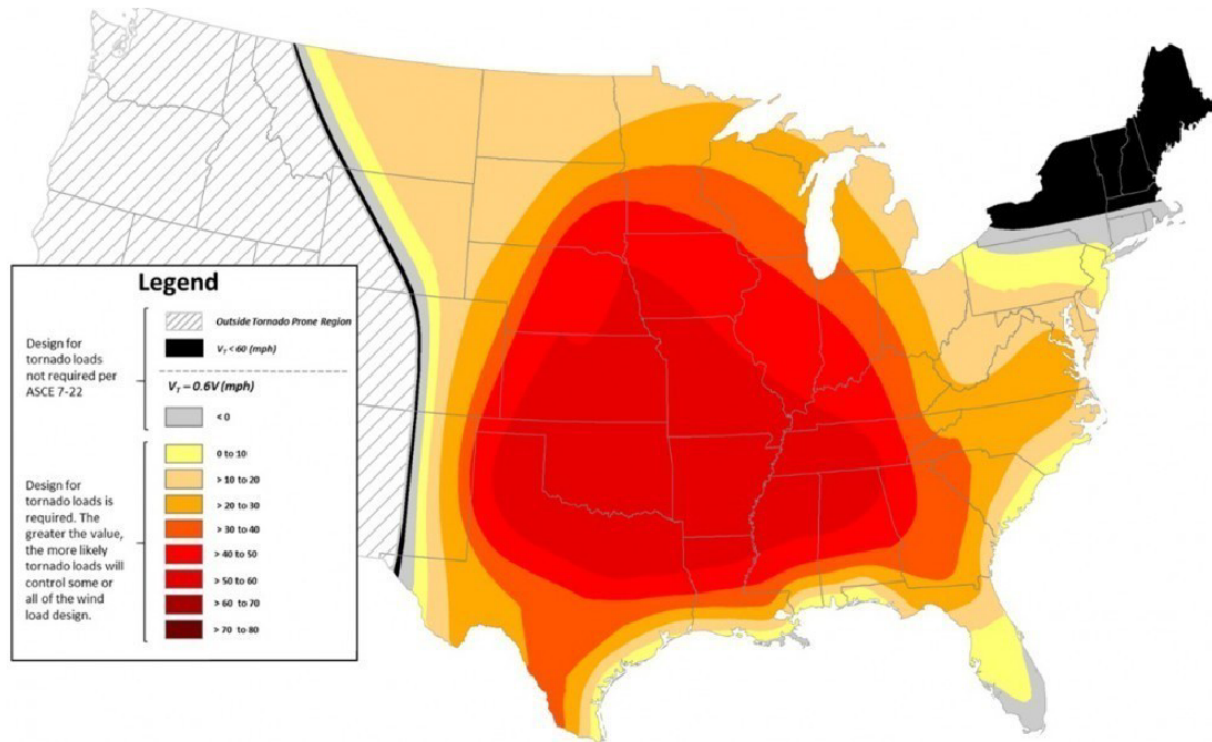 Legend
Design for
tornado loads
not required per
ASCE 7-22
Outside Tornado Prone Region
V_T < 60 (mph)
V_T = 0.6V (mph)
< 0
Design for
tornado loads is
required. The
greater the value,
the more likely
tornado loads will
control some or
all of the wind
load design.
0 to 10
> 10 to 20
> 20 to 30
> 30 to 40
> 40 to 50
> 50 to 60
> 60 to 70
> 70 to 80